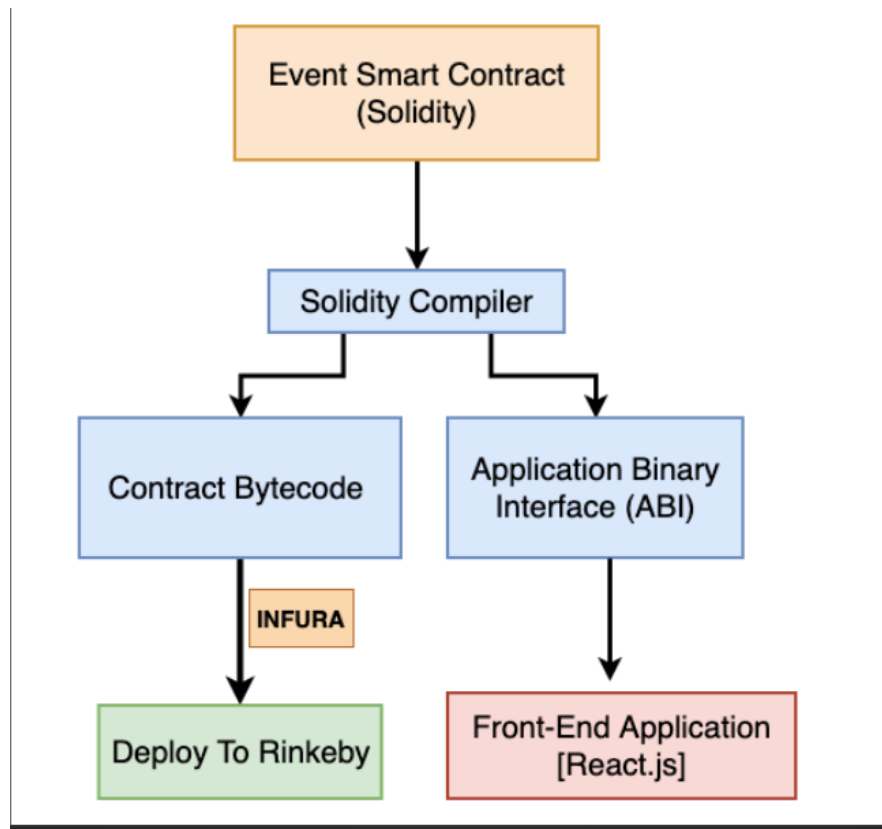 Event Smart Contract
(Solidity)
Solidity Compiler
Contract Bytecode
Application Binary
Interface (ABI)
INFURA
Deploy To Rinkeby
Front-End Application
[React.js]